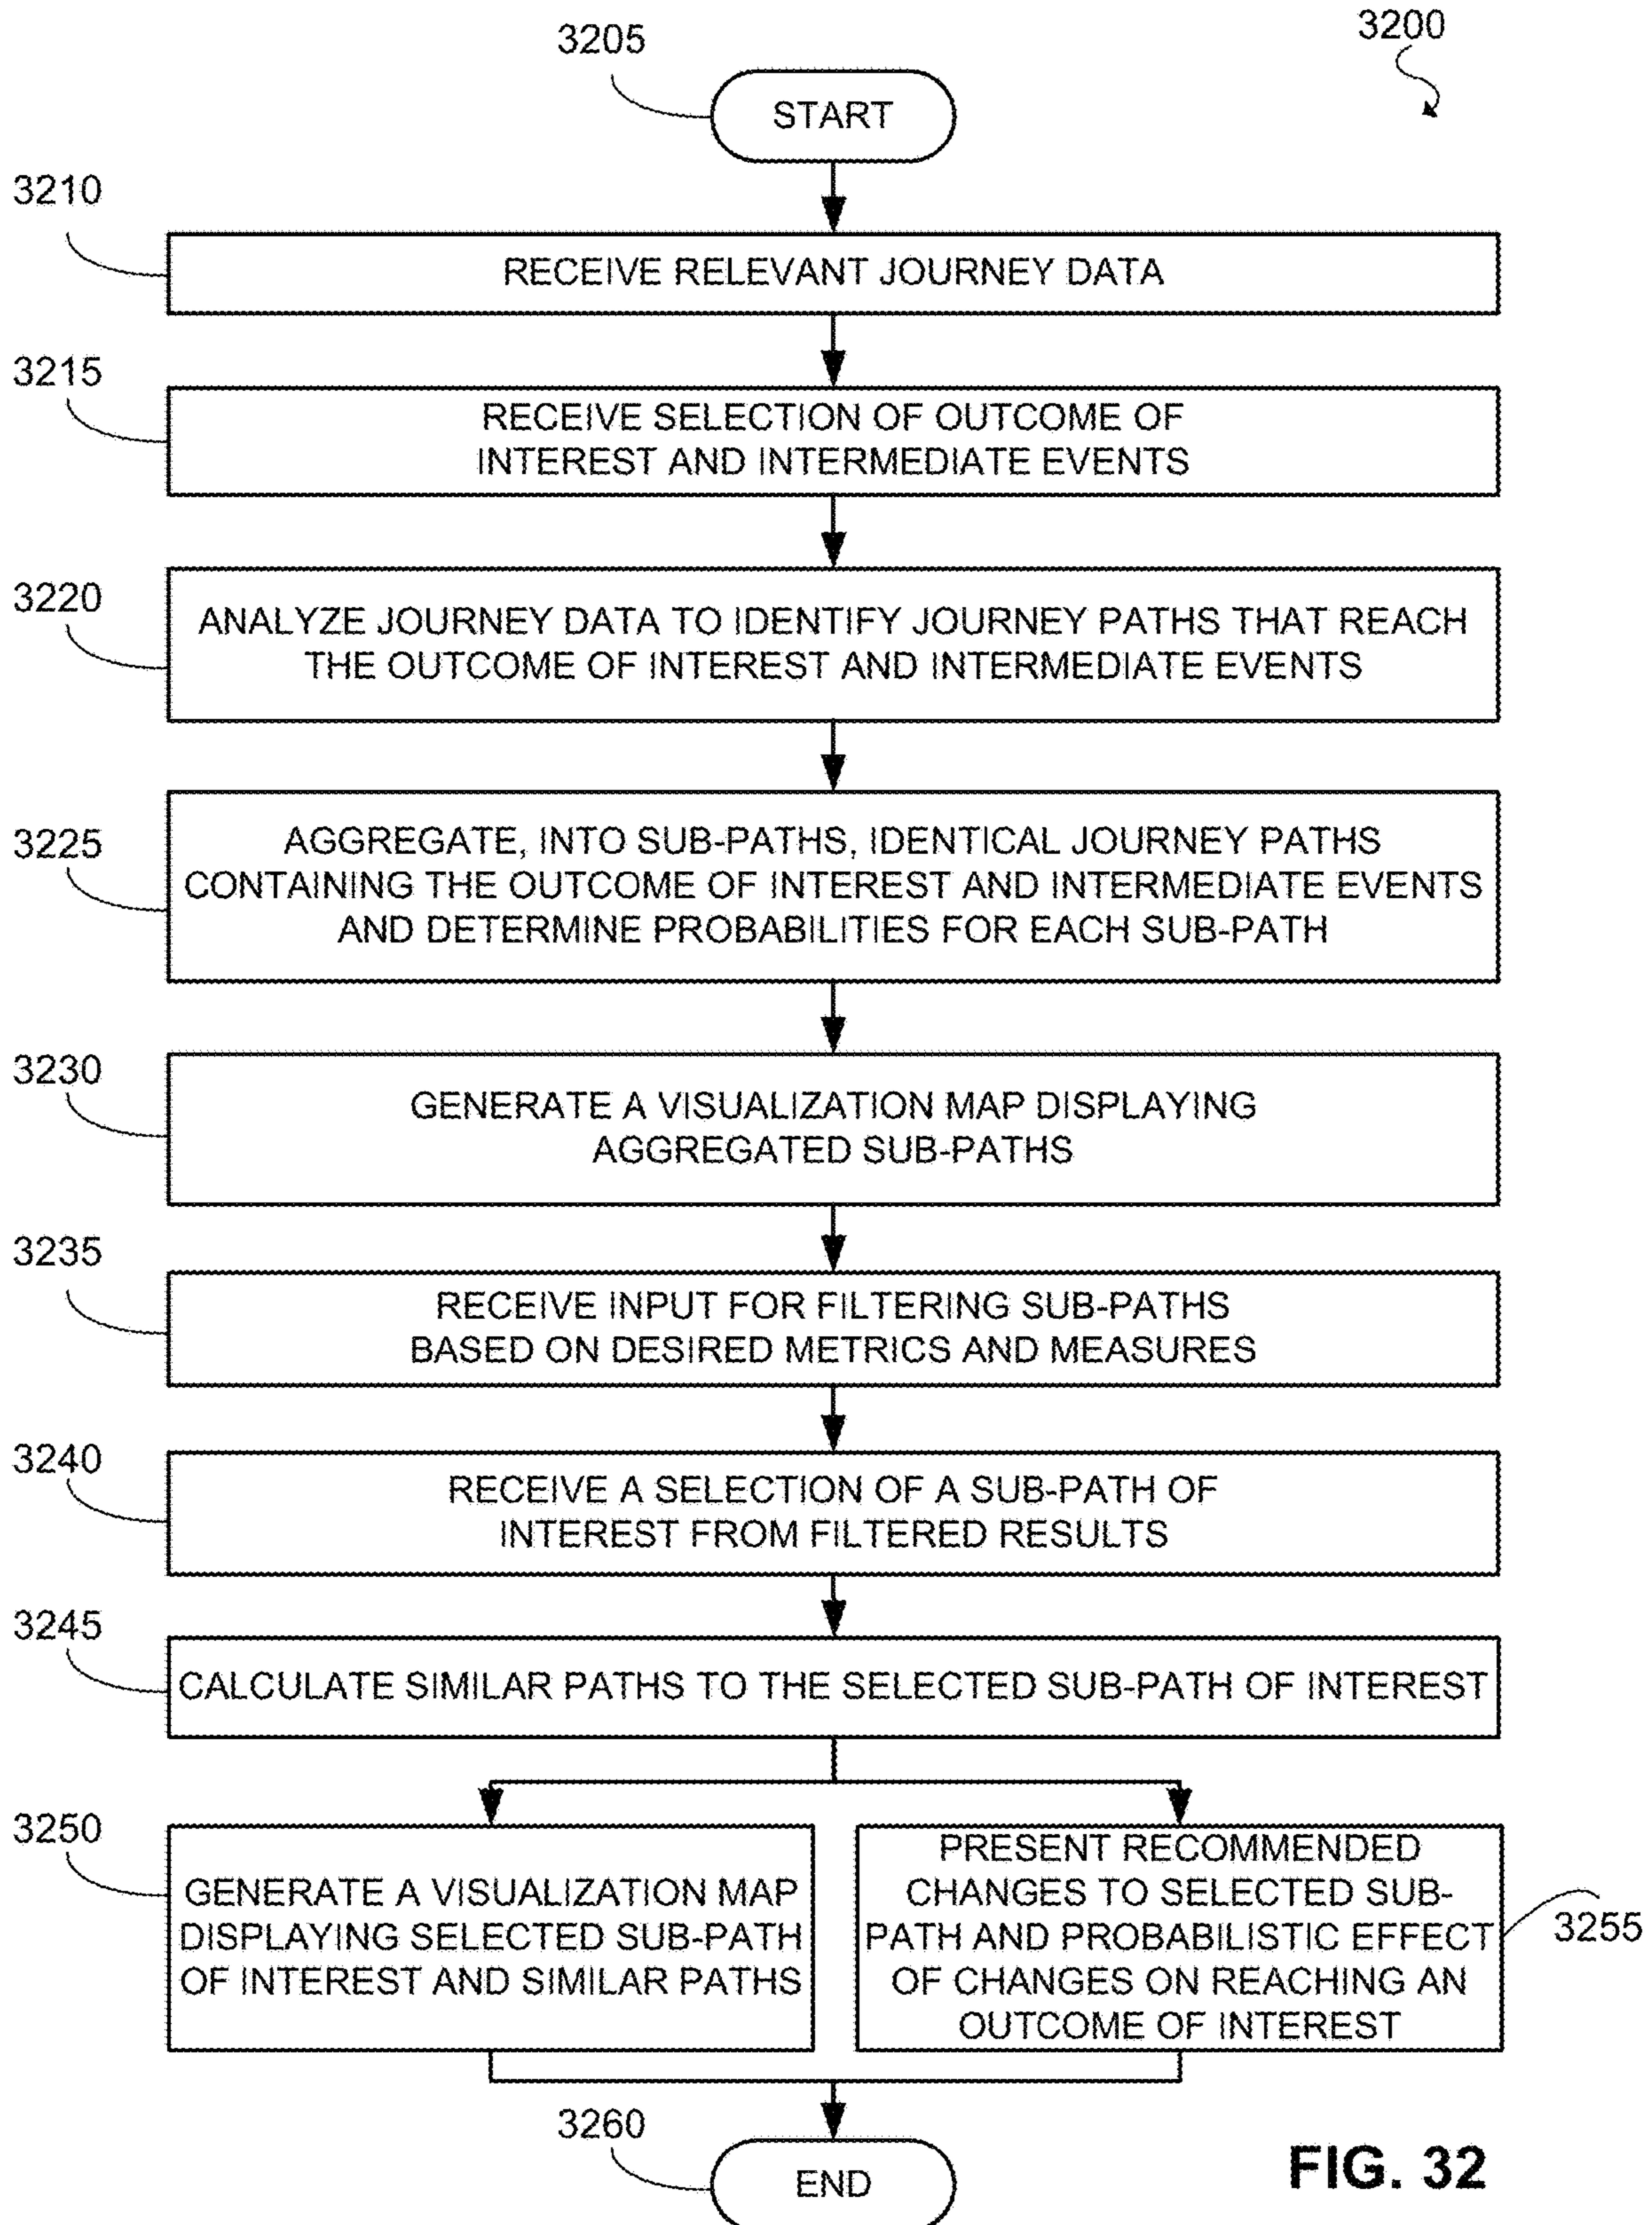 3205
3200
START
3210
RECEIVE RELEVANT JOURNEY DATA
3215
RECEIVE SELECTION OF OUTCOME OF
INTEREST AND INTERMEDIATE EVENTS
3220
ANALYZE JOURNEY DATA TO IDENTIFY JOURNEY PATHS THAT REACH
THE OUTCOME OF INTEREST AND INTERMEDIATE EVENTS
3225
AGGREGATE, INTO SUB-PATHS, IDENTICAL JOURNEY PATHS
CONTAINING THE OUTCOME OF INTEREST AND INTERMEDIATE EVENTS
AND DETERMINE PROBABILITIES FOR EACH SUB-PATH
3230
GENERATE A VISUALIZATION MAP DISPLAYING
AGGREGATED SUB-PATHS
3235
RECEIVE INPUT FOR FILTERING SUB-PATHS
BASED ON DESIRED METRICS AND MEASURES
3240
RECEIVE A SELECTION OF A SUB-PATH OF
INTEREST FROM FILTERED RESULTS
3245
CALCULATE SIMILAR PATHS TO THE SELECTED SUB-PATH OF INTEREST
3250
GENERATE A VISUALIZATION MAP
DISPLAYING SELECTED SUB-PATH
OF INTEREST AND SIMILAR PATHS
PRESENT RECOMMENDED
CHANGES TO SELECTED SUB-
PATH AND PROBABILISTIC EFFECT
OF CHANGES ON REACHING AN
OUTCOME OF INTEREST
3255
3260
END
FIG. 32